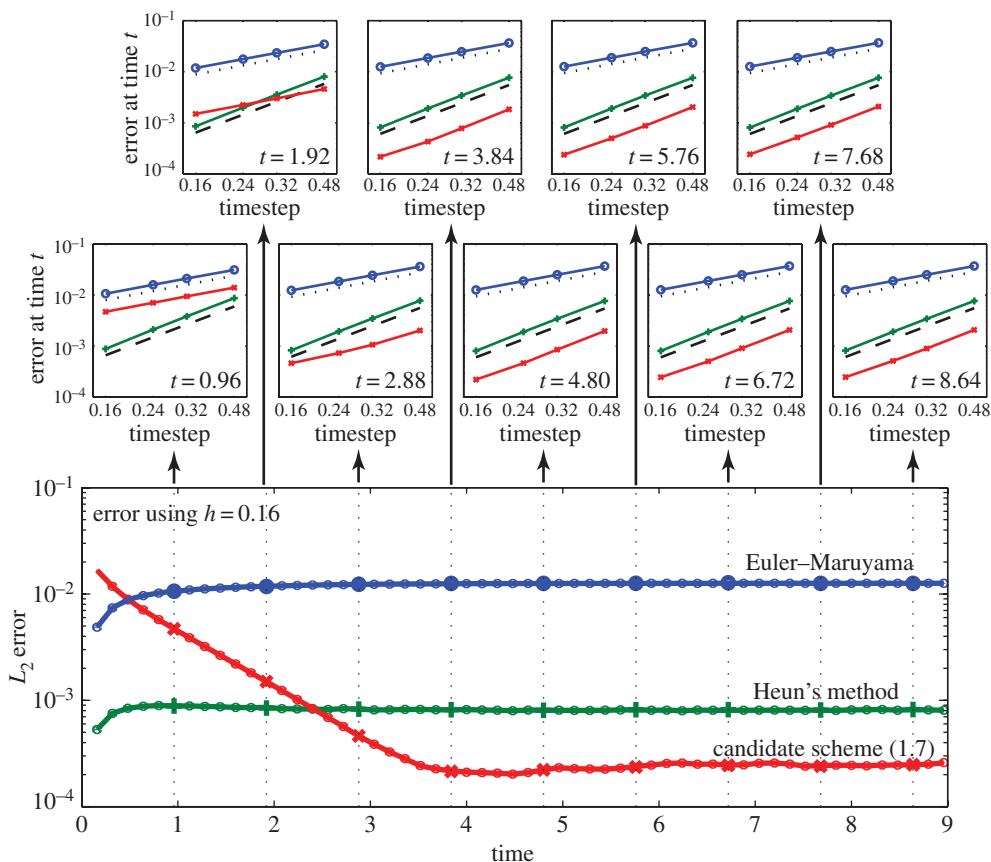 10⁻¹
10⁻²
10⁻³
10⁻⁴
error at time t
t = 1.92
0.16 0.24 0.32 0.48
timestep
t = 3.84
0.16 0.24 0.32 0.48
timestep
t = 5.76
0.16 0.24 0.32 0.48
timestep
t = 7.68
0.16 0.24 0.32 0.48
timestep
10⁻¹
10⁻²
10⁻³
10⁻⁴
error at time t
t = 0.96
0.16 0.24 0.32 0.48
timestep
t = 2.88
0.16 0.24 0.32 0.48
timestep
t = 4.80
0.16 0.24 0.32 0.48
timestep
t = 6.72
0.16 0.24 0.32 0.48
timestep
t = 8.64
0.16 0.24 0.32 0.48
timestep
10⁻¹
10⁻²
10⁻³
10⁻⁴
L₂ error
error using h = 0.16
Euler–Maruyama
Heun's method
candidate scheme (1.7)
0 1 2 3 4 5 6 7 8 9
time